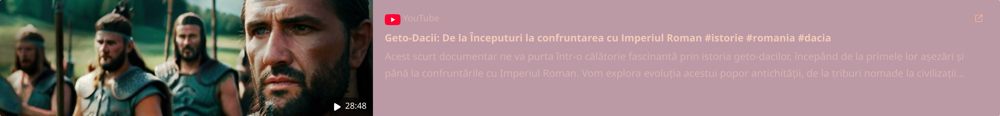 YouTube
Geto-Dacii: De la Începuturi la confruntarea cu Imperiul Roman #istorie #romania #dacia
Acest scurt documentar ne va purta într-o călătorie fascinantă prin istoria geto-dacilor, începând de la primele lor așezări și
până la confruntările cu Imperiul Roman. Vom explora evoluția acestui popor antichității, de la triburi nomade la civilizații...
28:48